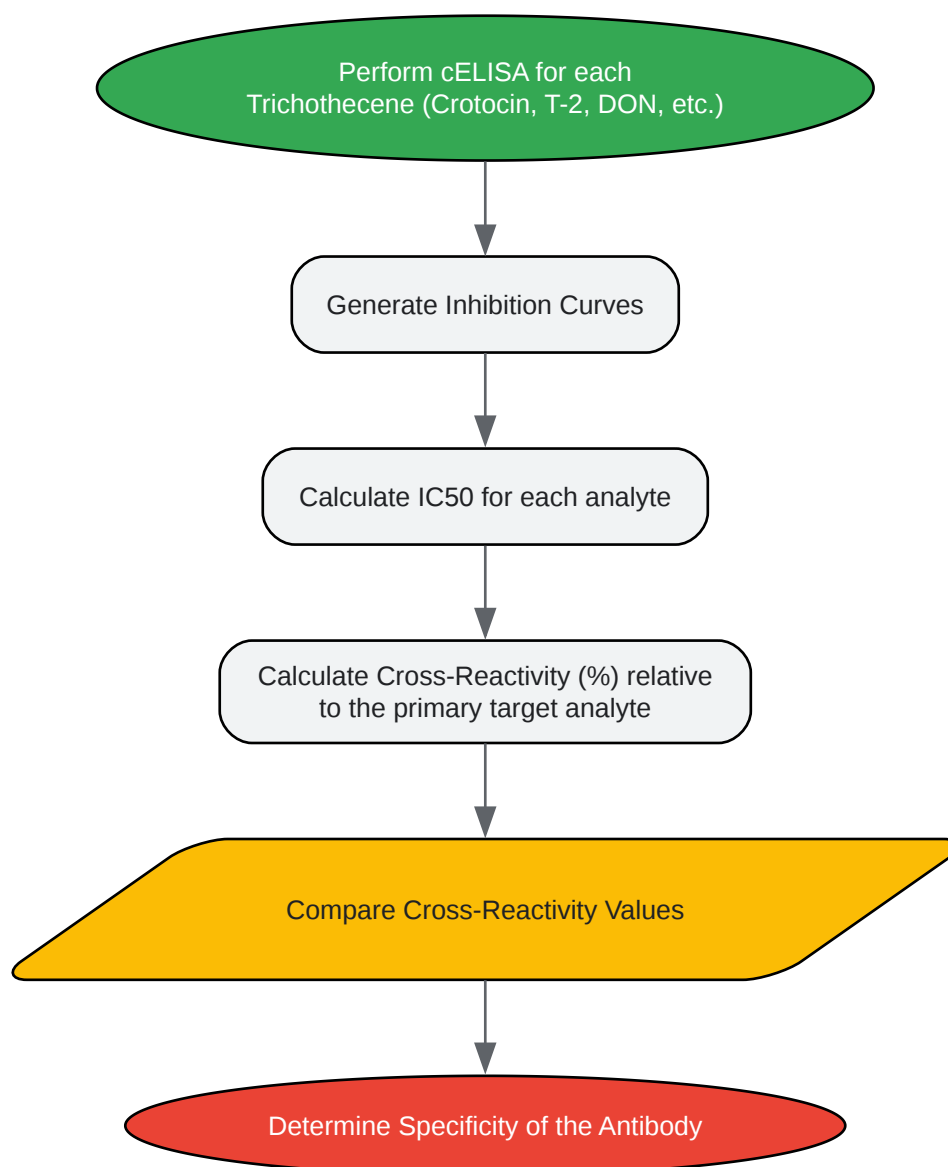 Perform cELISA for each
Trichothecene (Crotocin, T-2, DON, etc.)
Generate Inhibition Curves
Calculate IC50 for each analyte
Calculate Cross-Reactivity (%) relative
to the primary target analyte
Compare Cross-Reactivity Values
Determine Specificity of the Antibody